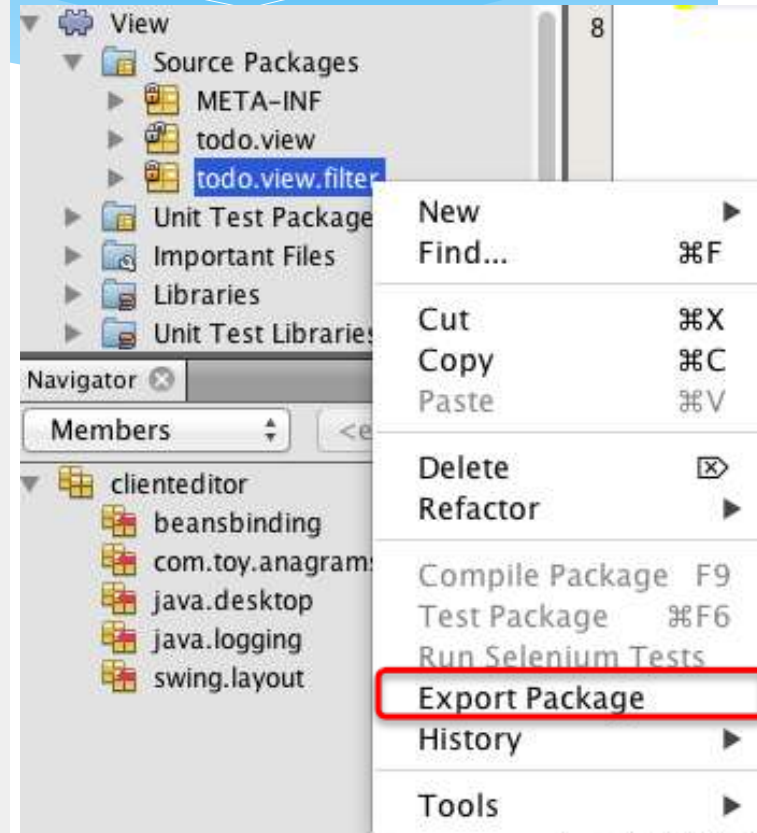 View
8
Source Packages
META-INF
todo.view
todo.view.filter
Unit Test Package
Important Files
Libraries
Unit Test Libraries
Navigator
Members
<e
clienteditor
beansbinding
com.toy.anagrams
java.desktop
java.logging
swing.layout
New
Find... ⌘F
Cut ⌘X
Copy ⌘C
Paste ⌘V
Delete ⌦
Refactor
Compile Package F9
Test Package ⌘F6
Run Selenium Tests
Export Package
History
Tools